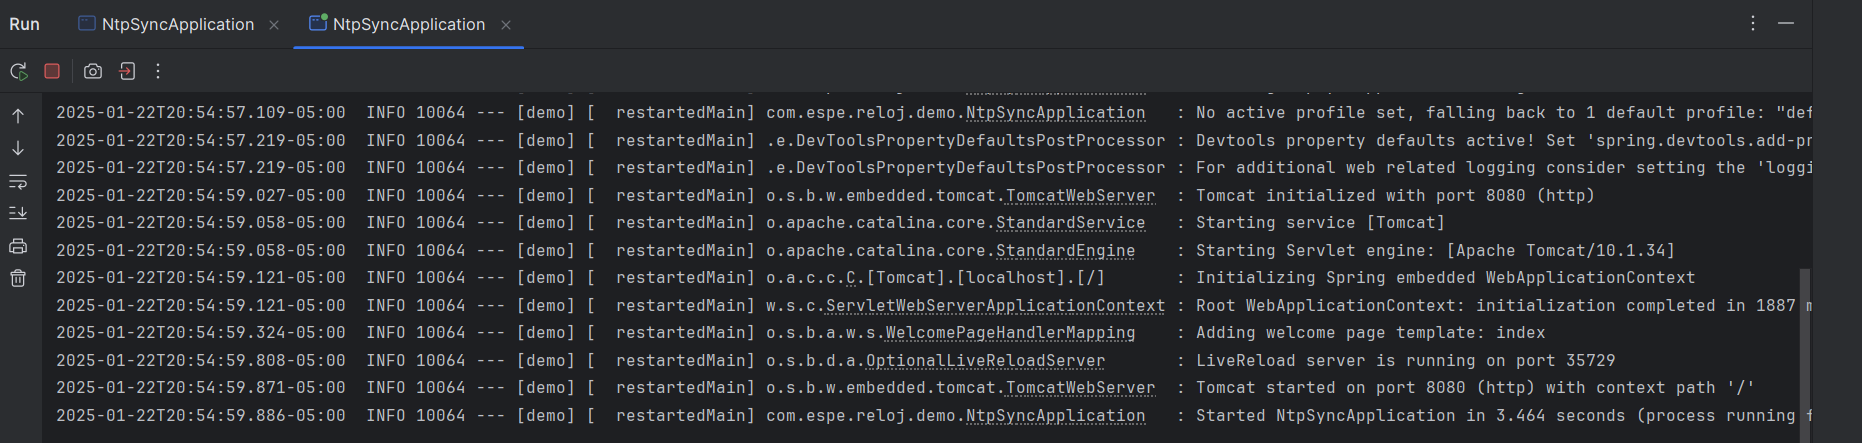 Run NtpSyncApplication NtpSyncApplication
2025-01-22T20:54:57.109-05:00 INFO 10064 --- [demo] [ restartedMain] com.espe.reloj.demo.NtpSyncApplication : No active profile set, falling back to 1 default profile: "def
2025-01-22T20:54:57.219-05:00 INFO 10064 --- [demo] [ restartedMain] .e.DevToolsPropertyDefaultsPostProcessor : Devtools property defaults active! Set 'spring.devtools.add-pr
2025-01-22T20:54:57.219-05:00 INFO 10064 --- [demo] [ restartedMain] .e.DevToolsPropertyDefaultsPostProcessor : For additional web related logging consider setting the 'loggi
2025-01-22T20:54:59.027-05:00 INFO 10064 --- [demo] [ restartedMain] o.s.b.w.embedded.tomcat.TomcatWebServer : Tomcat initialized with port 8080 (http)
2025-01-22T20:54:59.058-05:00 INFO 10064 --- [demo] [ restartedMain] o.apache.catalina.core.StandardService : Starting service [Tomcat]
2025-01-22T20:54:59.058-05:00 INFO 10064 --- [demo] [ restartedMain] o.apache.catalina.core.StandardEngine : Starting Servlet engine: [Apache Tomcat/10.1.34]
2025-01-22T20:54:59.121-05:00 INFO 10064 --- [demo] [ restartedMain] o.a.c.c.C.[Tomcat].[localhost].[/] : Initializing Spring embedded WebApplicationContext
2025-01-22T20:54:59.121-05:00 INFO 10064 --- [demo] [ restartedMain] w.s.c.ServletWebServerApplicationContext : Root WebApplicationContext: initialization completed in 1887 m
2025-01-22T20:54:59.324-05:00 INFO 10064 --- [demo] [ restartedMain] o.s.b.a.w.s.WelcomePageHandlerMapping : Adding welcome page template: index
2025-01-22T20:54:59.808-05:00 INFO 10064 --- [demo] [ restartedMain] o.s.b.d.a.OptionalLiveReloadServer : LiveReload server is running on port 35729
2025-01-22T20:54:59.871-05:00 INFO 10064 --- [demo] [ restartedMain] o.s.b.w.embedded.tomcat.TomcatWebServer : Tomcat started on port 8080 (http) with context path '/'
2025-01-22T20:54:59.886-05:00 INFO 10064 --- [demo] [ restartedMain] com.espe.reloj.demo.NtpSyncApplication : Started NtpSyncApplication in 3.464 seconds (process running f